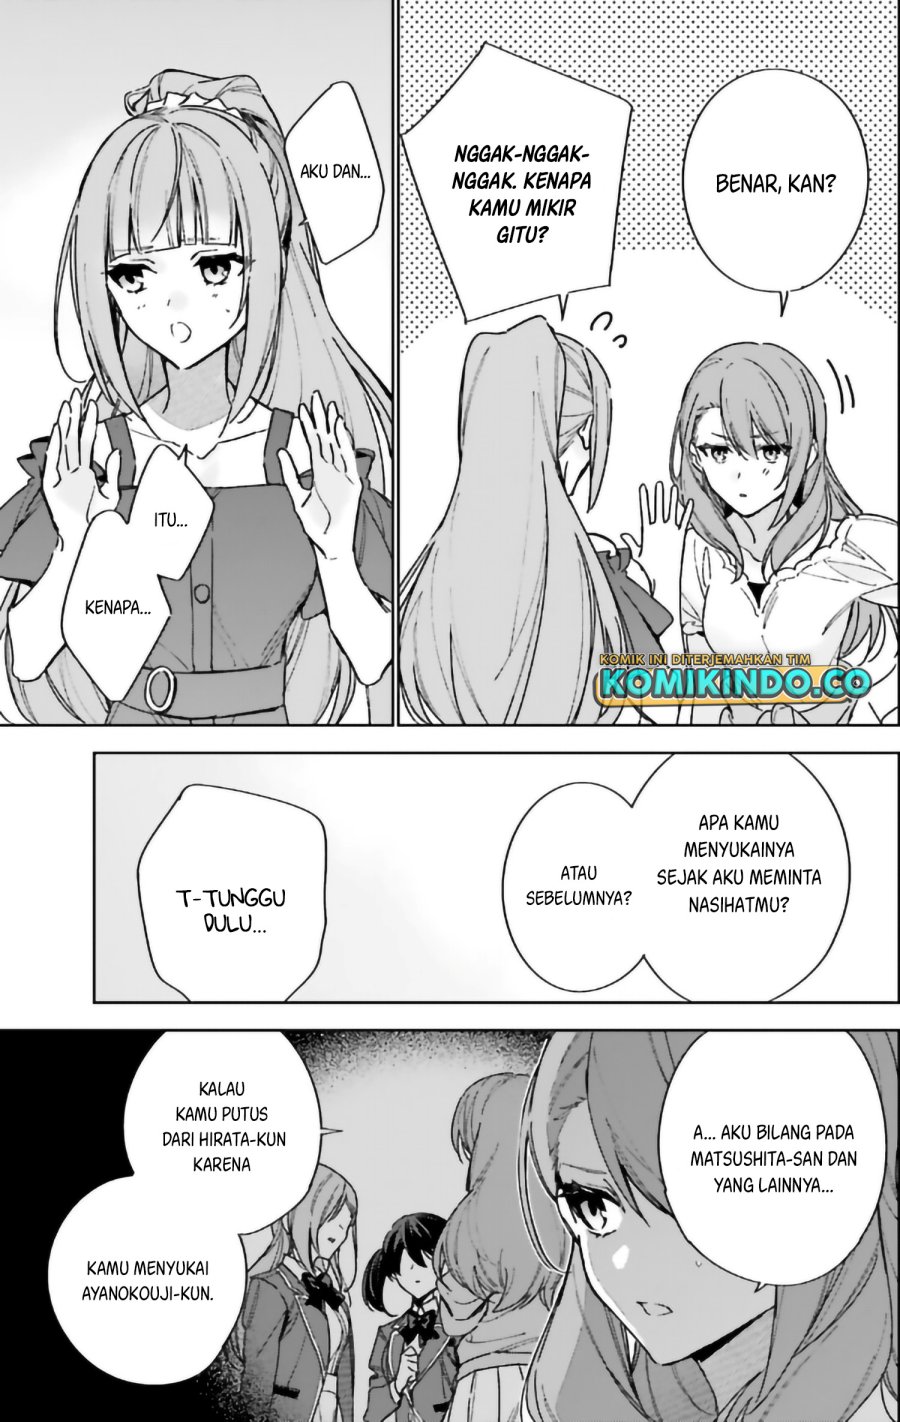 BENAR, KAN?
NGGAK-NGGAK-
NGGAK. KENAPA
KAMU MIKIR
GITU?
AKU DAN...
ITU...
KENAPA...
KOMIK INI DITERJEMAHKAN TIM
KOMIKINDO.CO
APA KAMU
MENYUKAINYA
SEJAK AKU MEMINTA
NASIHATMU?
ATAU
SEBELUMNYA?
T-TUNGGU
DULU...
A... AKU BILANG PADA
MATSUSHITA-SAN DAN
YANG LAINNYA...
KALAU
KAMU PUTUS
DARI HIRATA-KUN
KARENA
KAMU MENYUKAI
AYANOKOUJI-KUN.